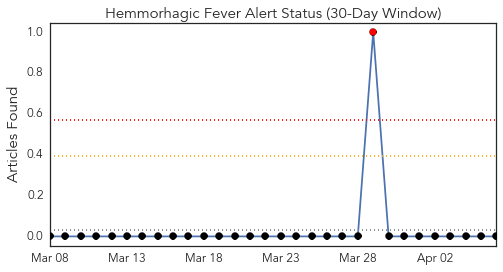 Hemmorhagic Fever Alert Status (30-Day Window)
Articles Found
1.0
0.8
0.6
0.4
0.2
0.0
Mar 08 Mar 13 Mar 18 Mar 23 Mar 28 Apr 02